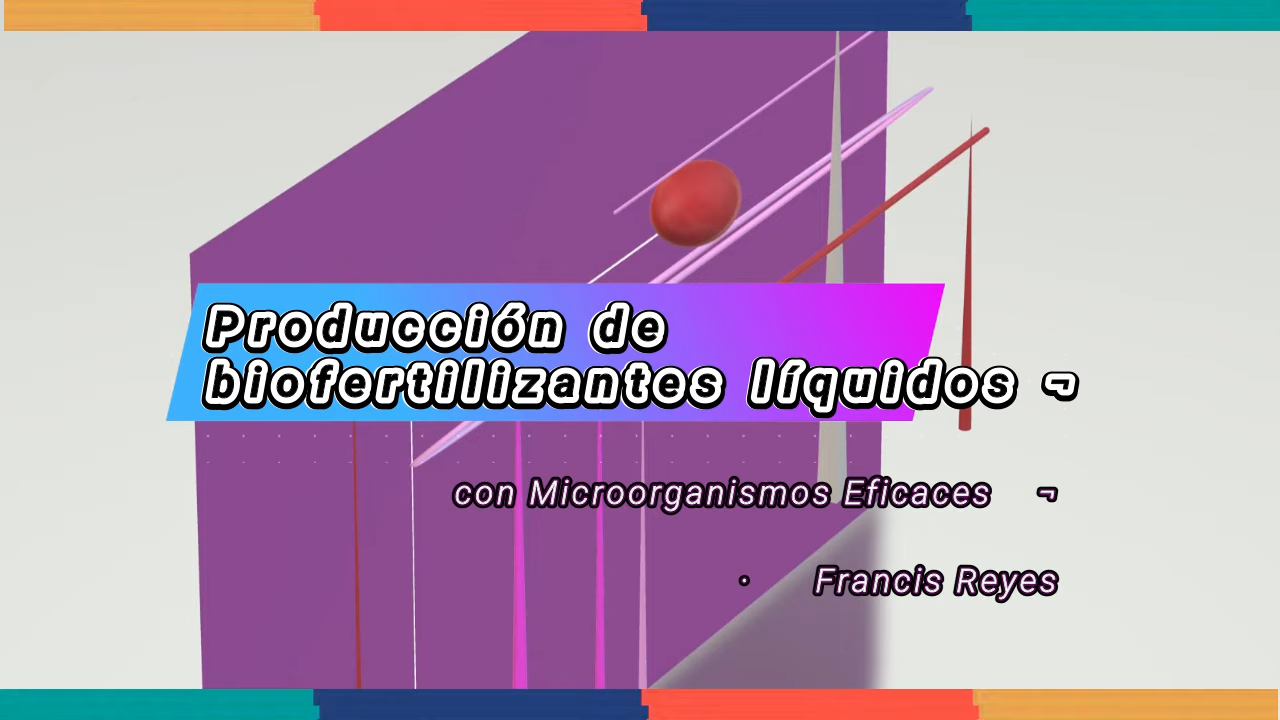 Producción de
biofertilizantes líquidos ¬
con Microorganismos Eficaces ¬
· Francis Reyes